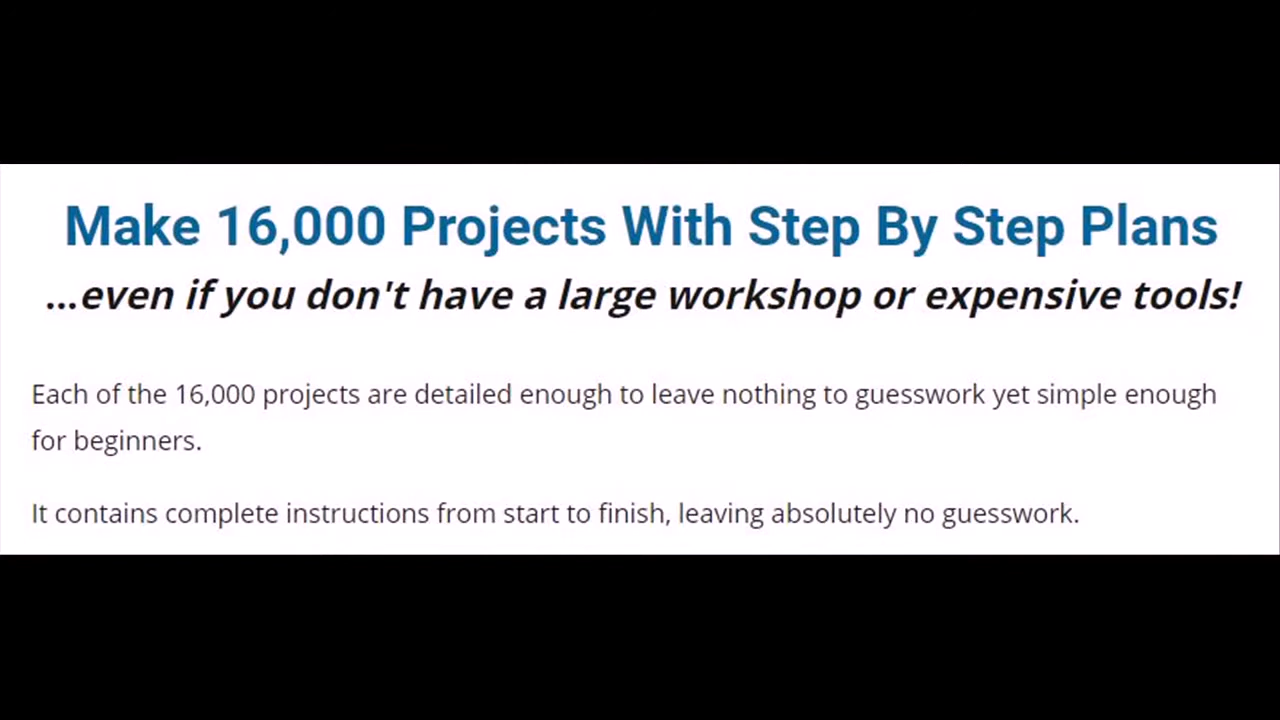 Make 16,000 Projects With Step By Step Plans
...even if you don't have a large workshop or expensive tools!
Each of the 16,000 projects are detailed enough to leave nothing to guesswork yet simple enough
for beginners.
It contains complete instructions from start to finish, leaving absolutely no guesswork.